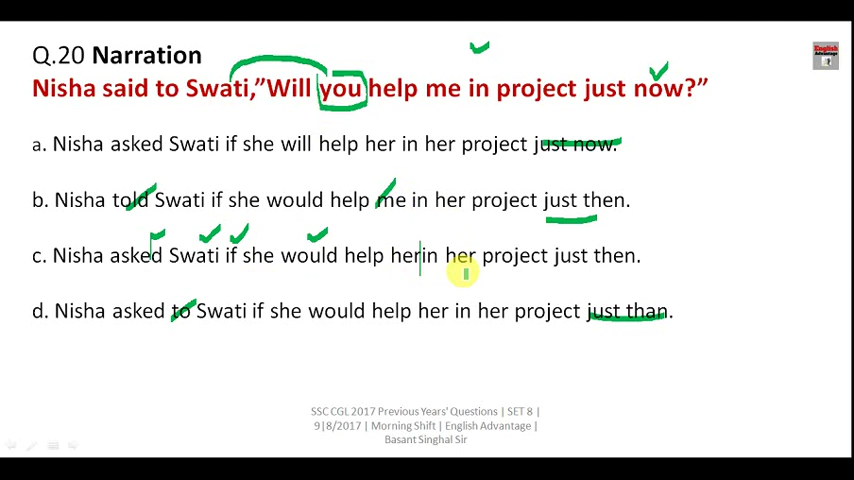 Q.20 Narration
English
Advantage
Nisha said to Swati,"Will you help me in project just now?"
a. Nisha asked Swati if she will help her in her project just now.
b. Nisha told Swati if she would help me in her project just then.
c. Nisha asked Swati if she would help her in her project just then.
d. Nisha asked to Swati if she would help her in her project just than.
SSC CGL 2017 Previous Years' Questions | SET 8 |
9|8/2017 | Morning Shift | English Advantage |
Basant Singhal Sir